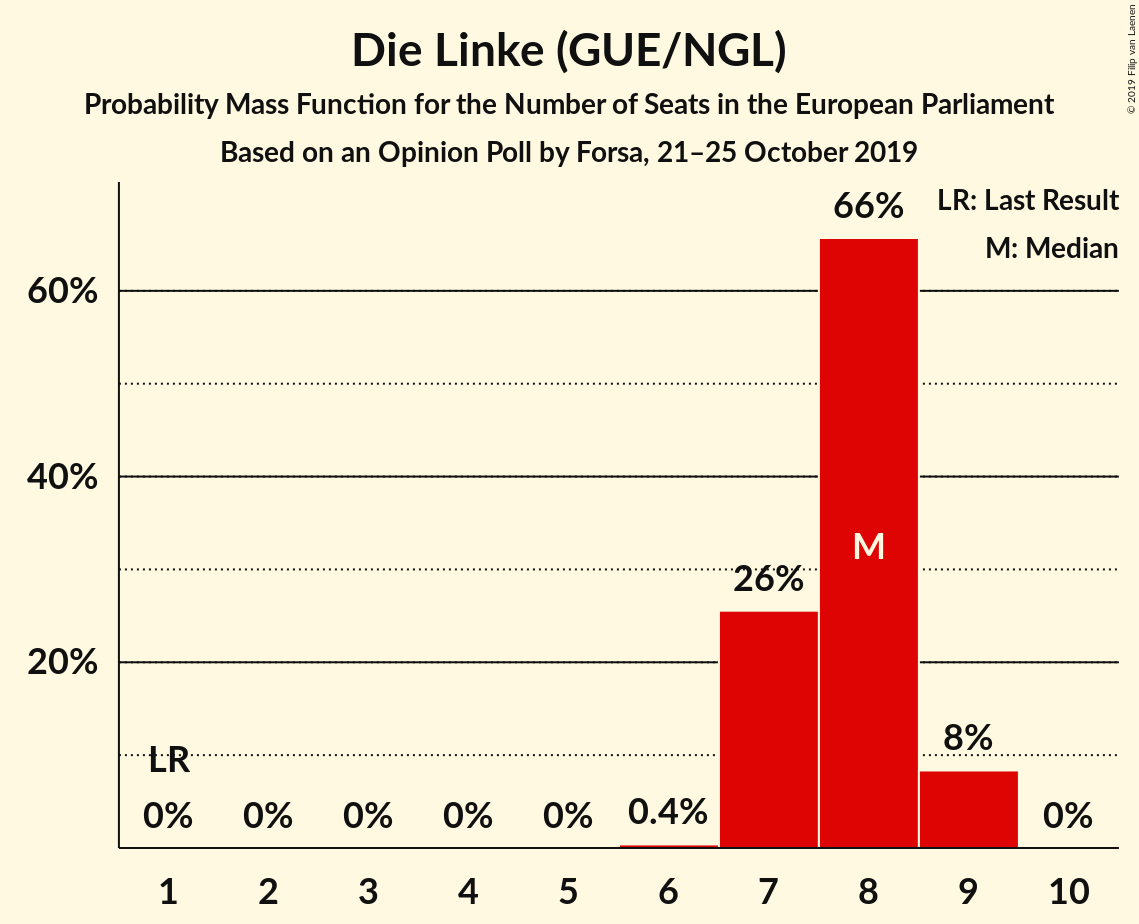 Die Linke (GUE/NGL)
Probability Mass Function for the Number of Seats in the European Parliament
Based on an Opinion Poll by Forsa, 21–25 October 2019
© 2019 Filip van Laenen
LR: Last Result
M: Median
66%
60%
40%
M
26%
20%
LR
8%
0%
0%
0%
0%
0%
0.4%
0%
1 2 3 4 5 6 7 8 9 10